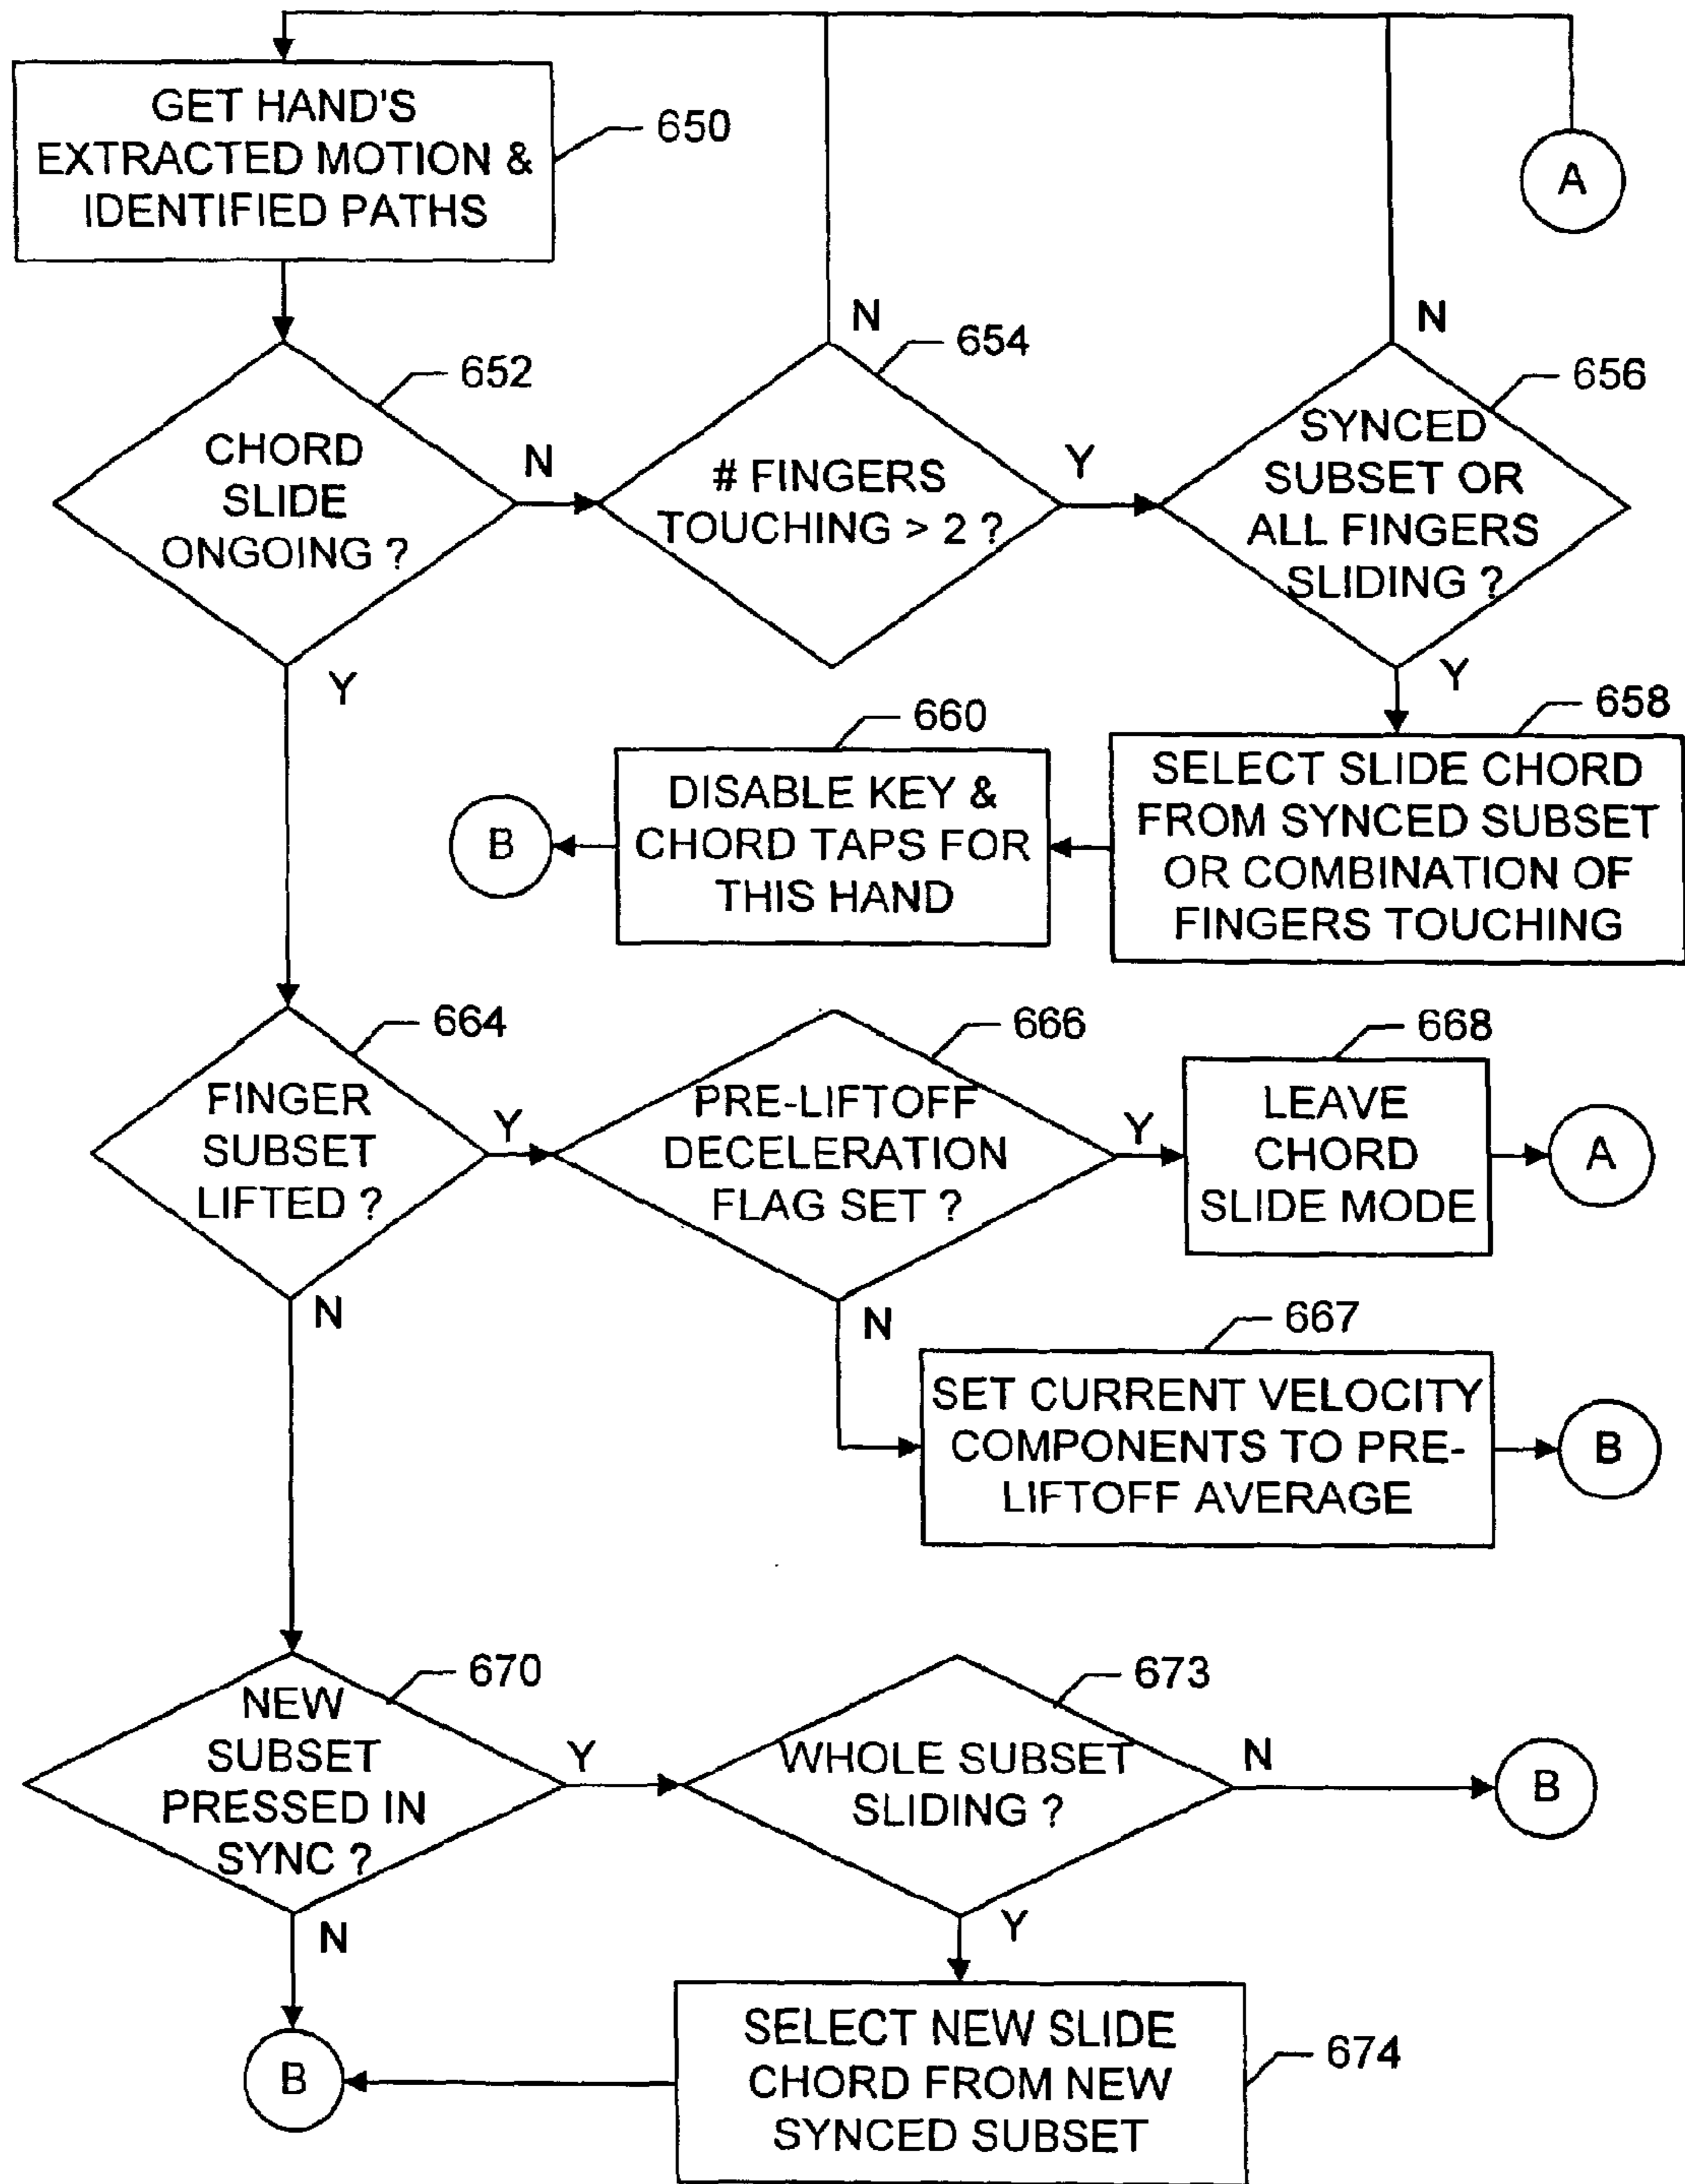 GET HAND'S
EXTRACTED MOTION &
IDENTIFIED PATHS
650
A
CHORD
SLIDE
ONGOING ?
652
N
Y
# FINGERS
TOUCHING > 2 ?
654
N
Y
SYNCED
SUBSET OR
ALL FINGERS
SLIDING ?
656
N
Y
SELECT SLIDE CHORD
FROM SYNCED SUBSET
OR COMBINATION OF
FINGERS TOUCHING
658
DISABLE KEY &
CHORD TAPS FOR
THIS HAND
660
B
FINGER
SUBSET
LIFTED ?
664
Y
N
PRE-LIFTOFF
DECELERATION
FLAG SET ?
666
Y
N
LEAVE
CHORD
SLIDE MODE
668
A
SET CURRENT VELOCITY
COMPONENTS TO PRE-
LIFTOFF AVERAGE
667
B
NEW
SUBSET
PRESSED IN
SYNC ?
670
Y
N
WHOLE SUBSET
SLIDING ?
673
N
Y
B
SELECT NEW SLIDE
CHORD FROM NEW
SYNCED SUBSET
674
B